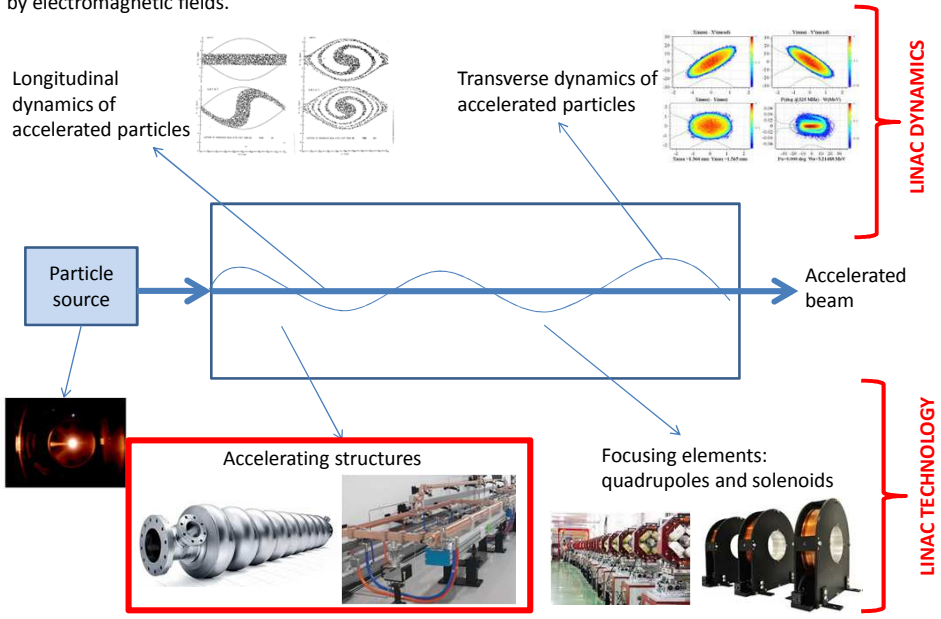 by electromagnetic fields.
Longitudinal
dynamics of
accelerated particles
Transverse dynamics of
accelerated particles
LINAC DYNAMICS
Particle
source
Accelerated
beam
Accelerating structures
Focusing elements:
quadrupoles and solenoids
LINAC TECHNOLOGY